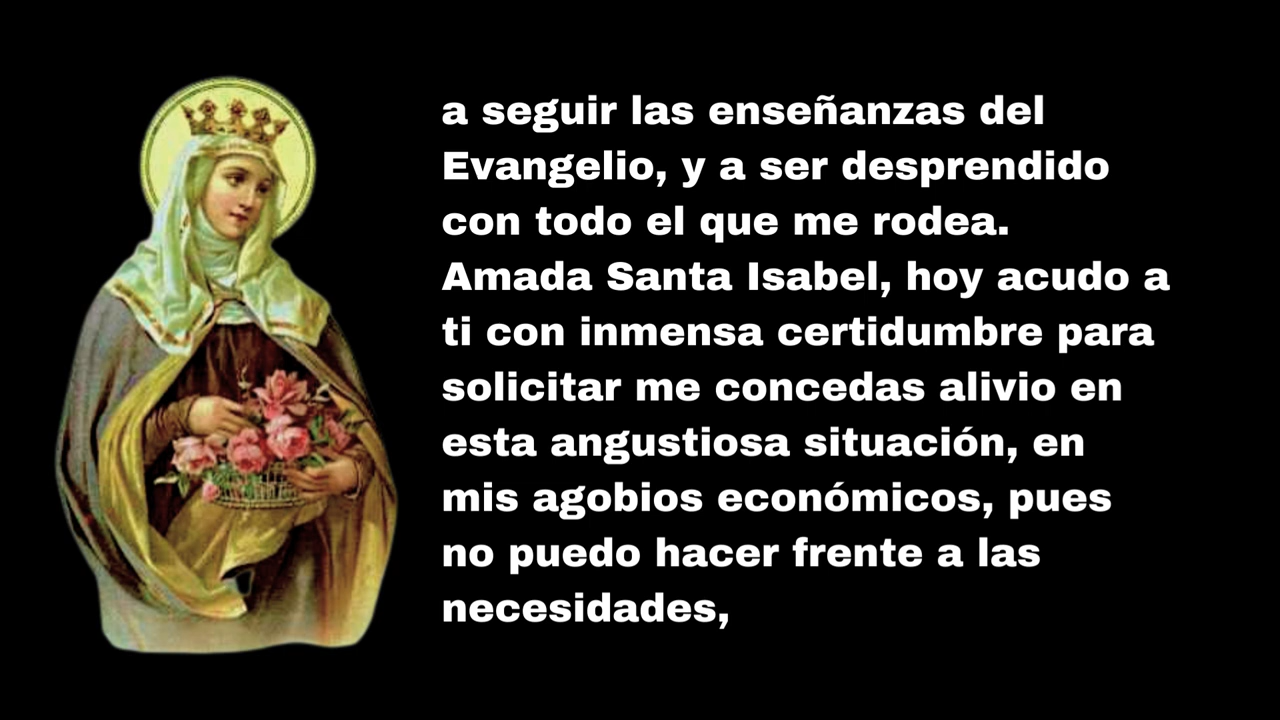 a seguir las enseñanzas del
Evangelio, y a ser desprendido
con todo el que me rodea.
Amada Santa Isabel, hoy acudo a
ti con inmensa certidumbre para
solicitar me concedas alivio en
esta angustiosa situación, en
mis agobios económicos, pues
no puedo hacer frente a las
necesidades,